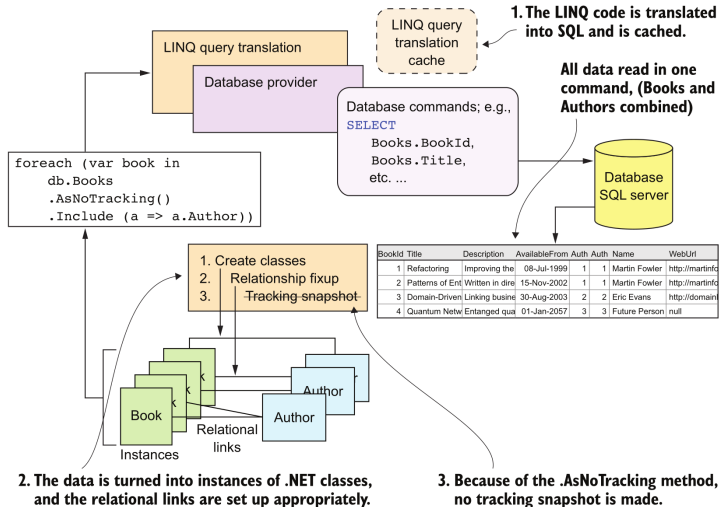 1. The LINQ code is translated
into SQL and is cached.
LINQ query
translation
cache
LINQ query translation
Database provider
All data read in one
command, (Books and
Authors combined)
Database commands; e.g.,
SELECT
Books.BookId,
Books.Title,
etc. ...
foreach (var book in
db.Books
.AsNoTracking()
.Include (a => a.Author))
Database
SQL server
BookId Title Description AvailableFrom Auth Auth Name WebUrl
1 Refactoring Improving the 08-Jul-1999 1 1 Martin Fowler http://martinfo
2 Patterns of Ent Written in dire 15-Nov-2002 1 1 Martin Fowler http://martinfo
3 Domain-Driven Linking busine 30-Aug-2003 2 2 Eric Evans http://domainl
4 Quantum Netw Entanged qua 01-Jan-2057 3 3 Future Person null
1. Create classes
2. Relationship fixup
3. Tracking snapshot
k
k
Book
Author
Author
Instances
Relational
links
2. The data is turned into instances of .NET classes,
and the relational links are set up appropriately.
3. Because of the .AsNoTracking method,
no tracking snapshot is made.